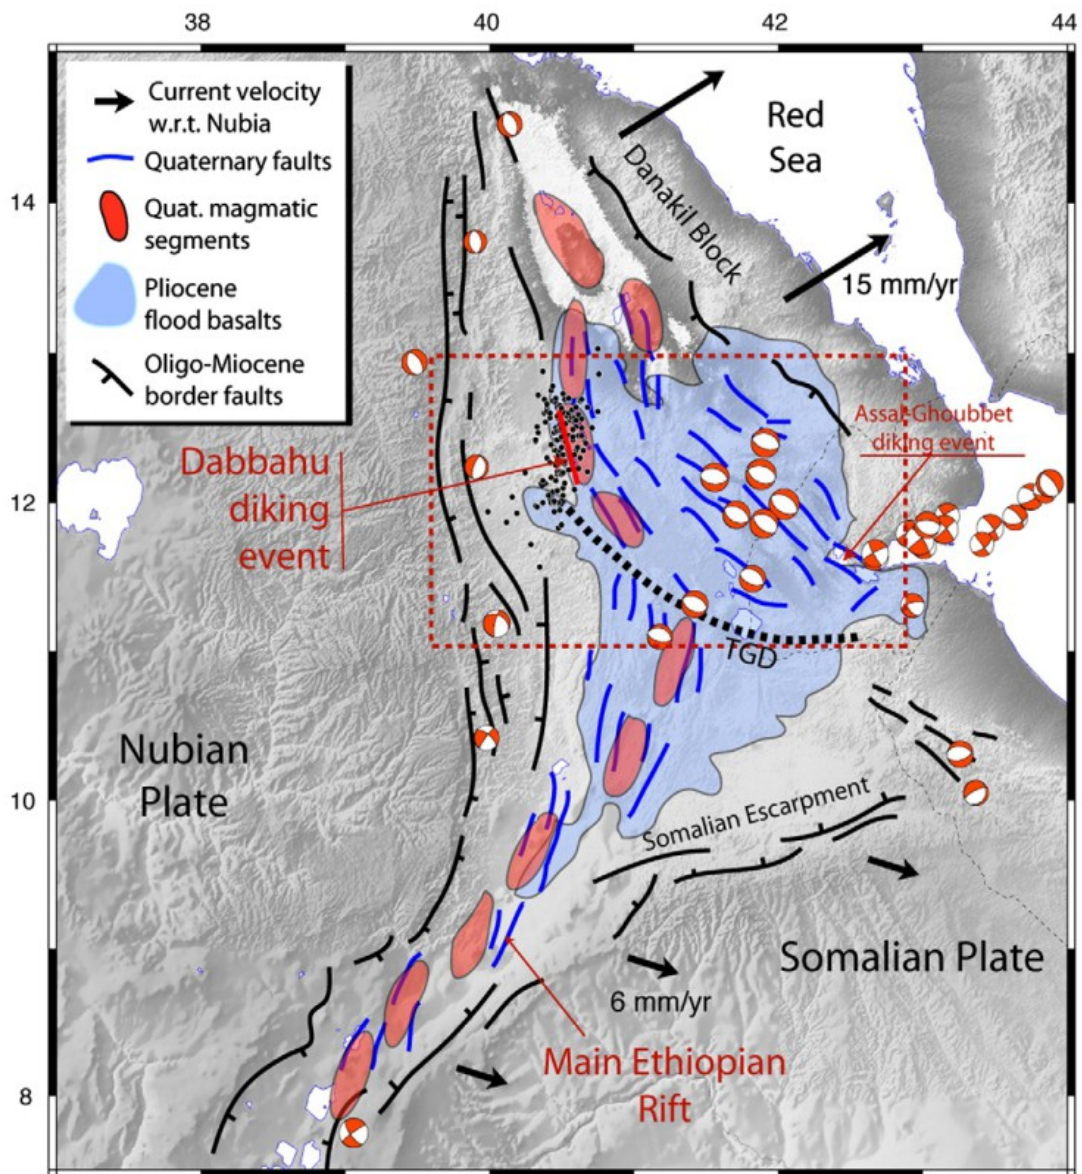 38
40
42
44
14
12
10
8
Current velocity
w.r.t. Nubia
Quaternary faults
Quat. magmatic
segments
Pliocene
flood basalts
Oligo-Miocene
border faults
Red
Sea
Danakil Block
15 mm/yr
Assal-Ghoubbet
diking event
Dabbahu
diking
event
TGD
Nubian
Plate
Somalian Escarpment
Somalian Plate
6 mm/yr
Main Ethiopian
Rift